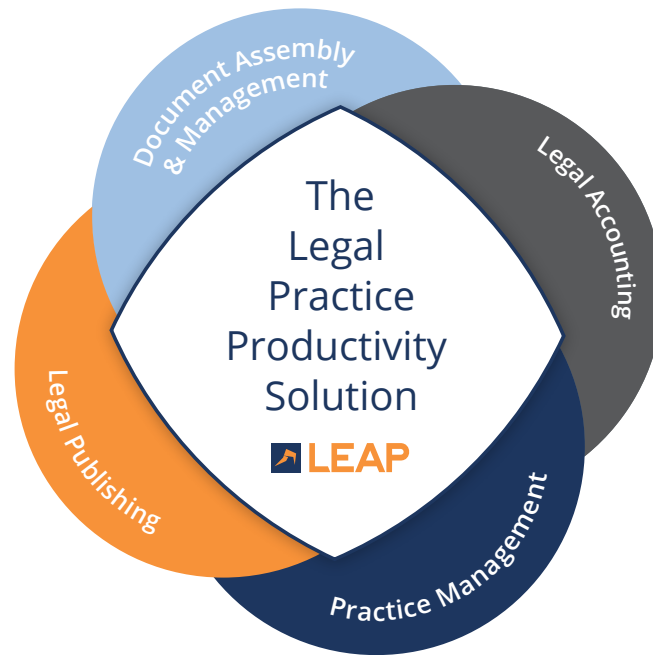 Document Assembly
& Management
Legal Accounting
The
Legal
Practice
Productivity
Solution
LEAP
Legal Publishing
Practice Management